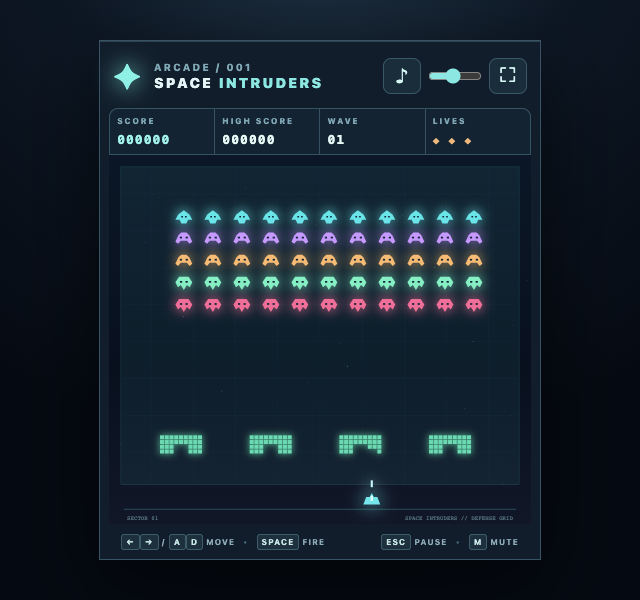 ARCADE / 001
SPACE INTRUDERS
SCORE
000000
HIGH SCORE
000000
WAVE
01
LIVES
SECTOR 01
SPACE INTRUDERS // DEFENSE GRID
← → / A D MOVE · SPACE FIRE
ESC PAUSE · M MUTE